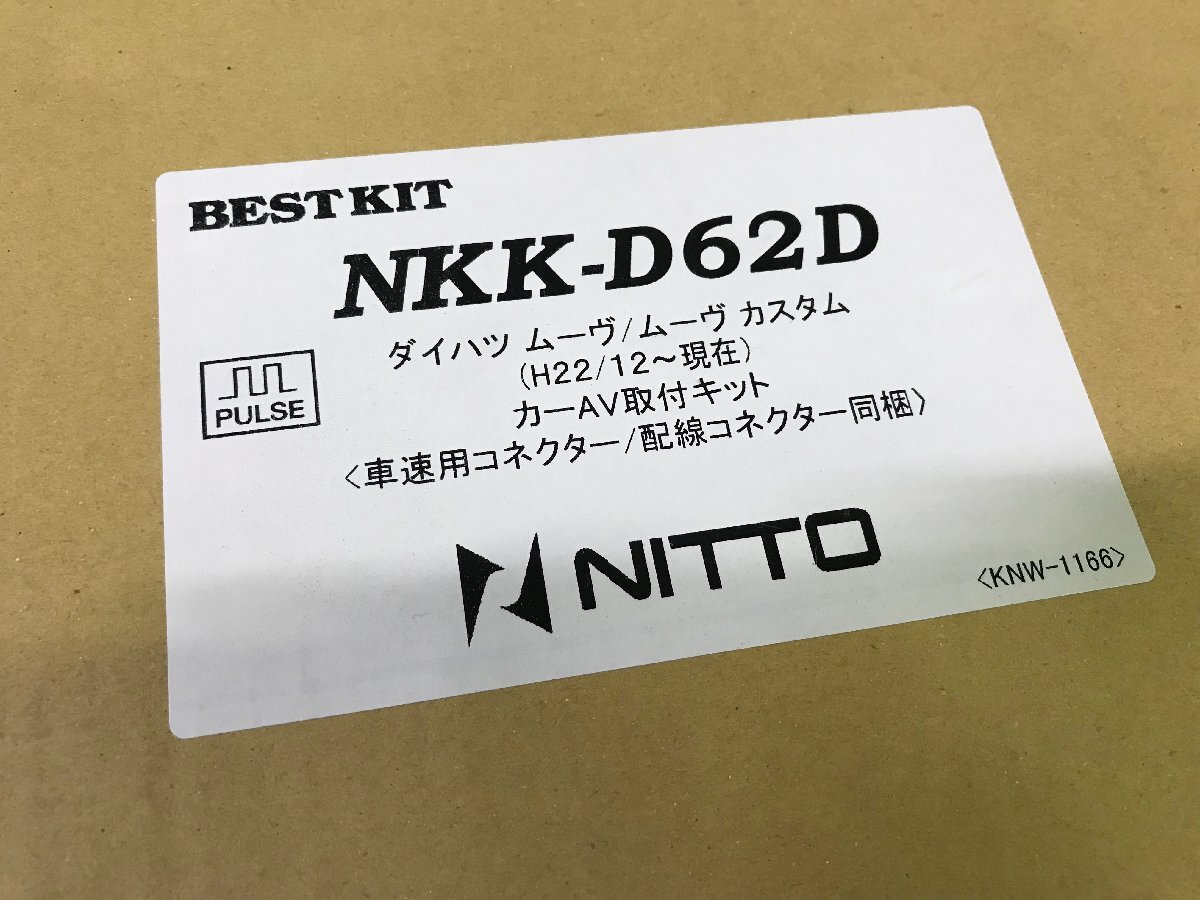 BEST KIT
NKK-D62D
ダイハツ ムーヴ/ムーヴ カスタム
(H22/12～現在)
カーAV取付キット
<車速用コネクター/配線コネクター同梱>
PULSE
NITTO
<KNW-1166>